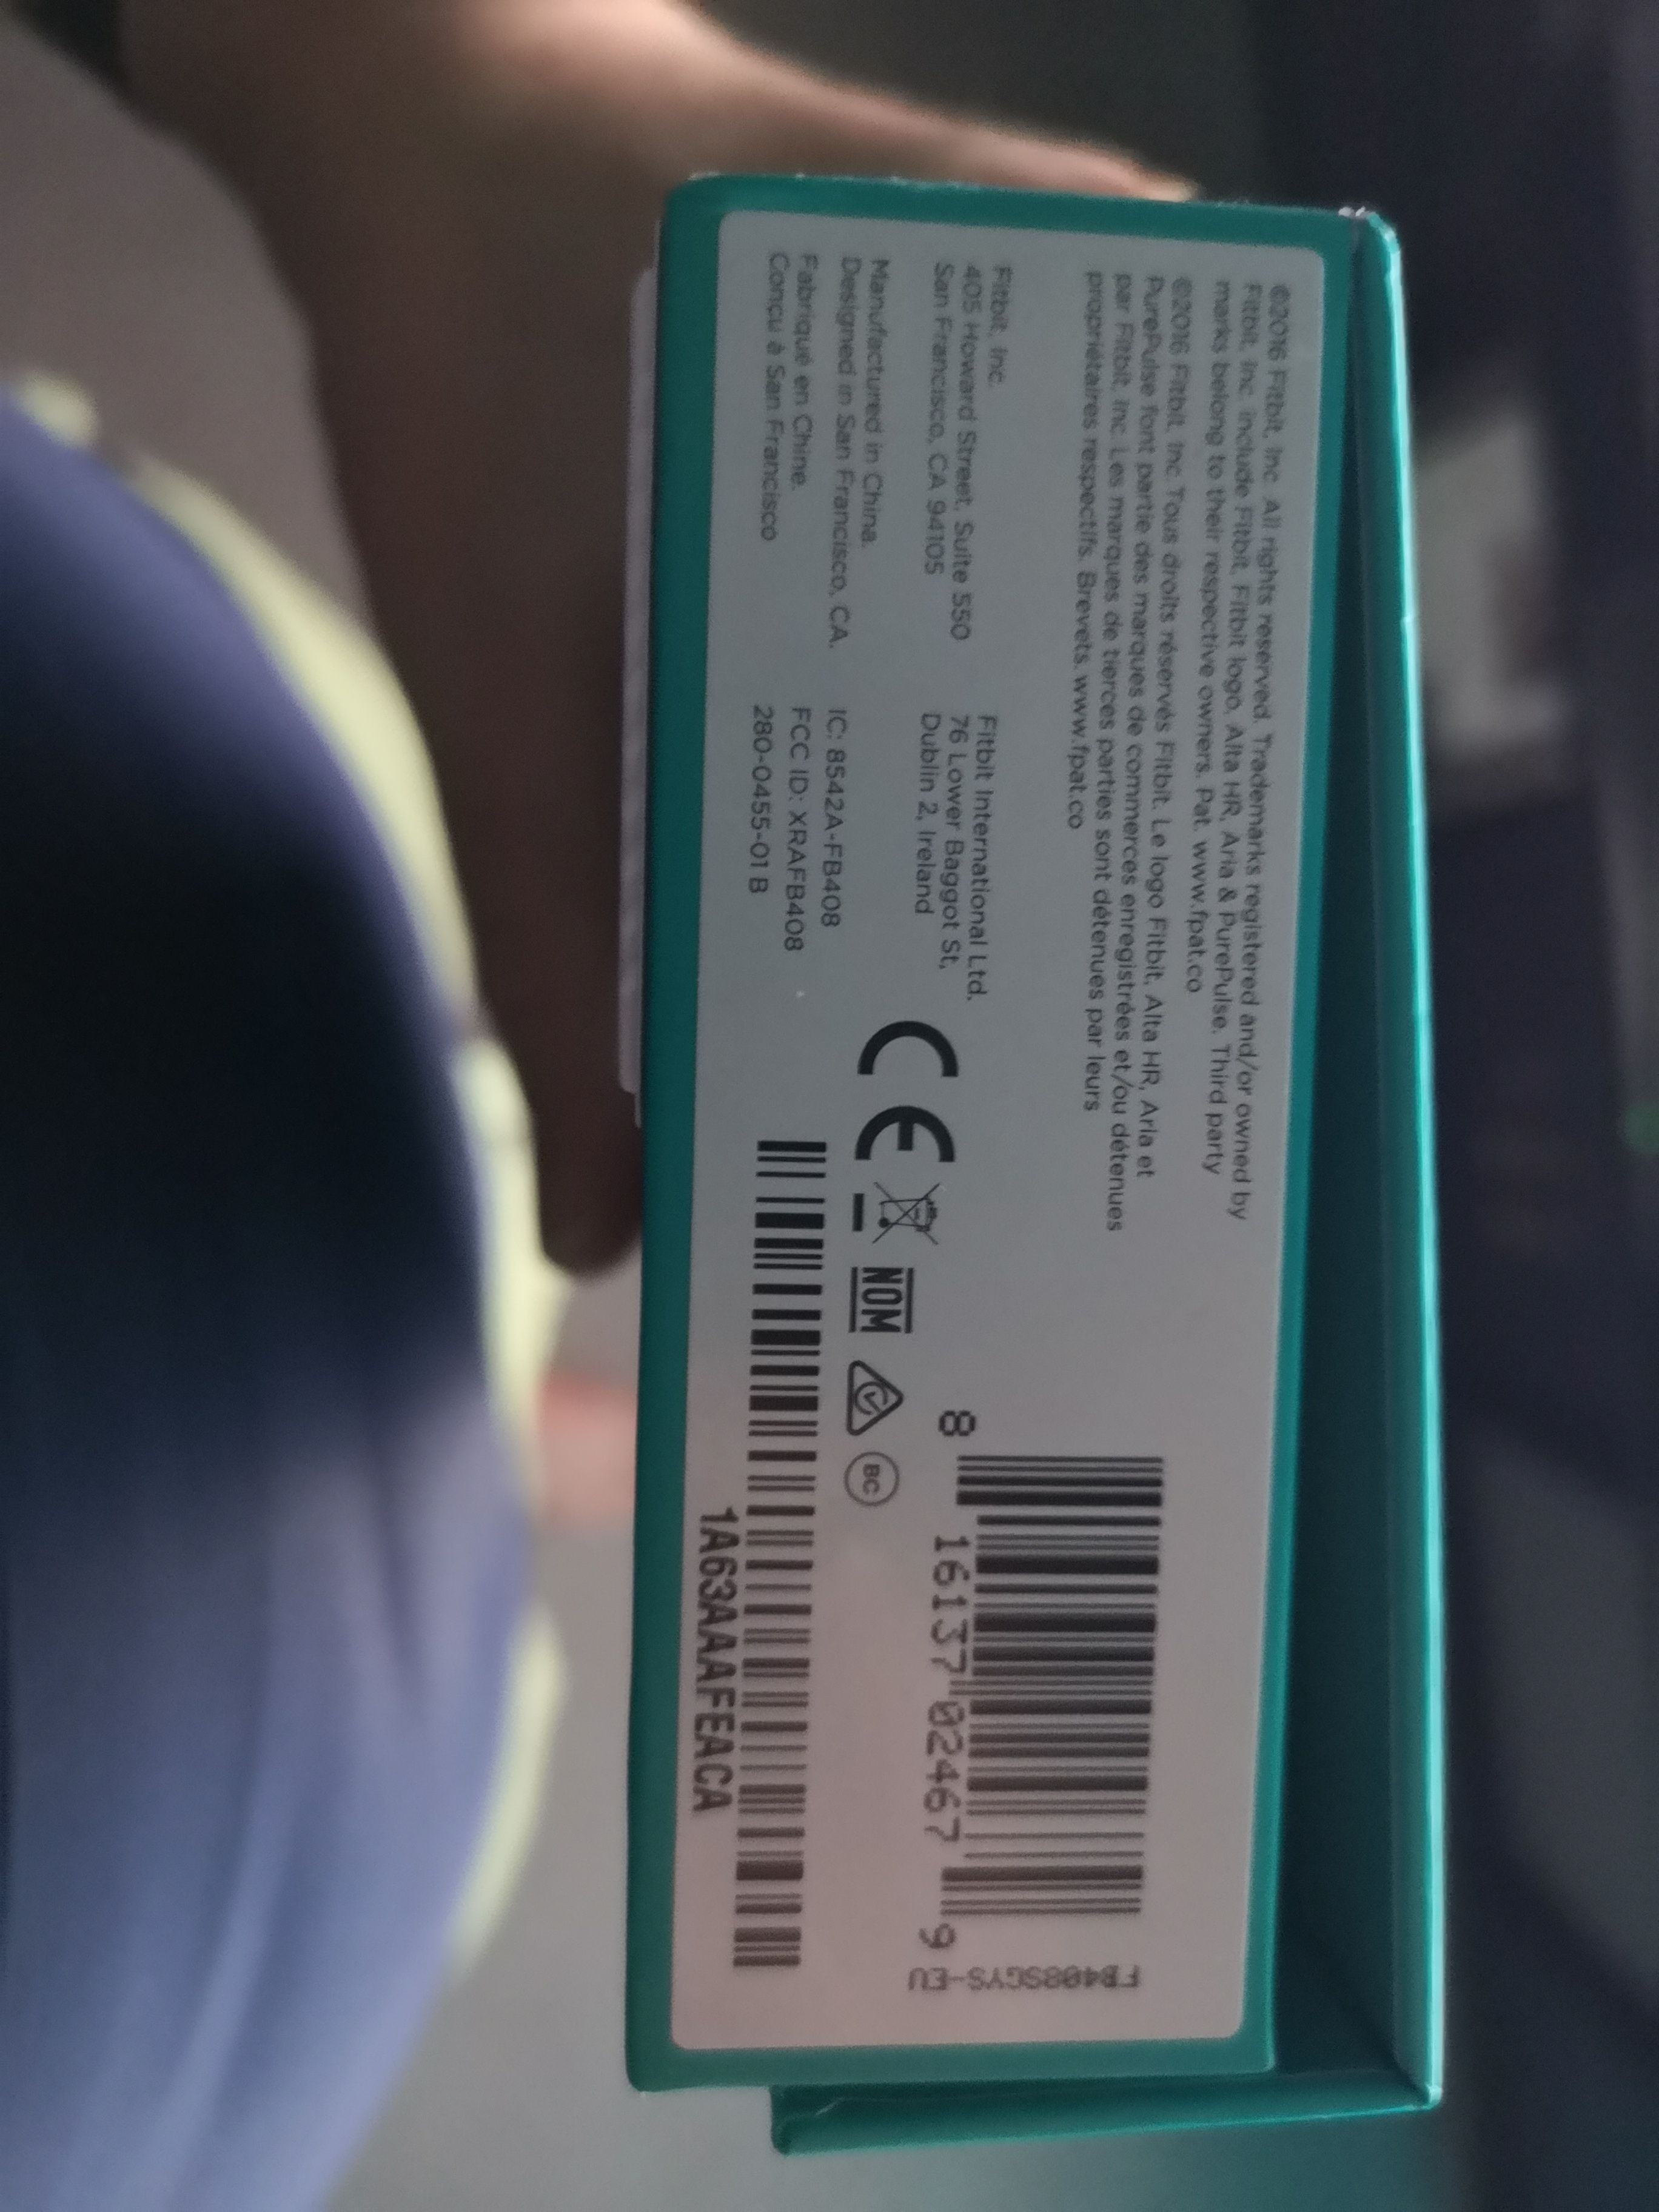 ©2016 Fitbit, Inc. All rights reserved. Trademarks registered and/or owned by
Fitbit, Inc. include Fitbit, Fitbit logo, Alta HR, Aria & PurePulse. Third party
marks belong to their respective owners. Pat. www.fpat.co
©2016 Fitbit, Inc. Tous droits réservés Fitbit. Le logo Fitbit, Alta HR, Aria et
PurePulse font partie des marques de commerces enregistrées et/ou détenues
par Fitbit, Inc. Les marques de tierces parties sont détenues par leurs
propriétaires respectifs. Brevets. www.fpat.co
Fitbit, Inc.
405 Howard Street, Suite 550
San Francisco, CA 94105
Fitbit International Ltd.
76 Lower Baggot St,
Dublin 2, Ireland
Manufactured in China.
Designed in San Francisco, CA.
Fabriqué en Chine.
Conçu à San Francisco
IC: 8542A-FB408
FCC ID: XRAFB408
280-0455-01 B
CE
NOM
BC
8 16137 02467 9
FB408SGYS-EU
1A63AAAFEACA